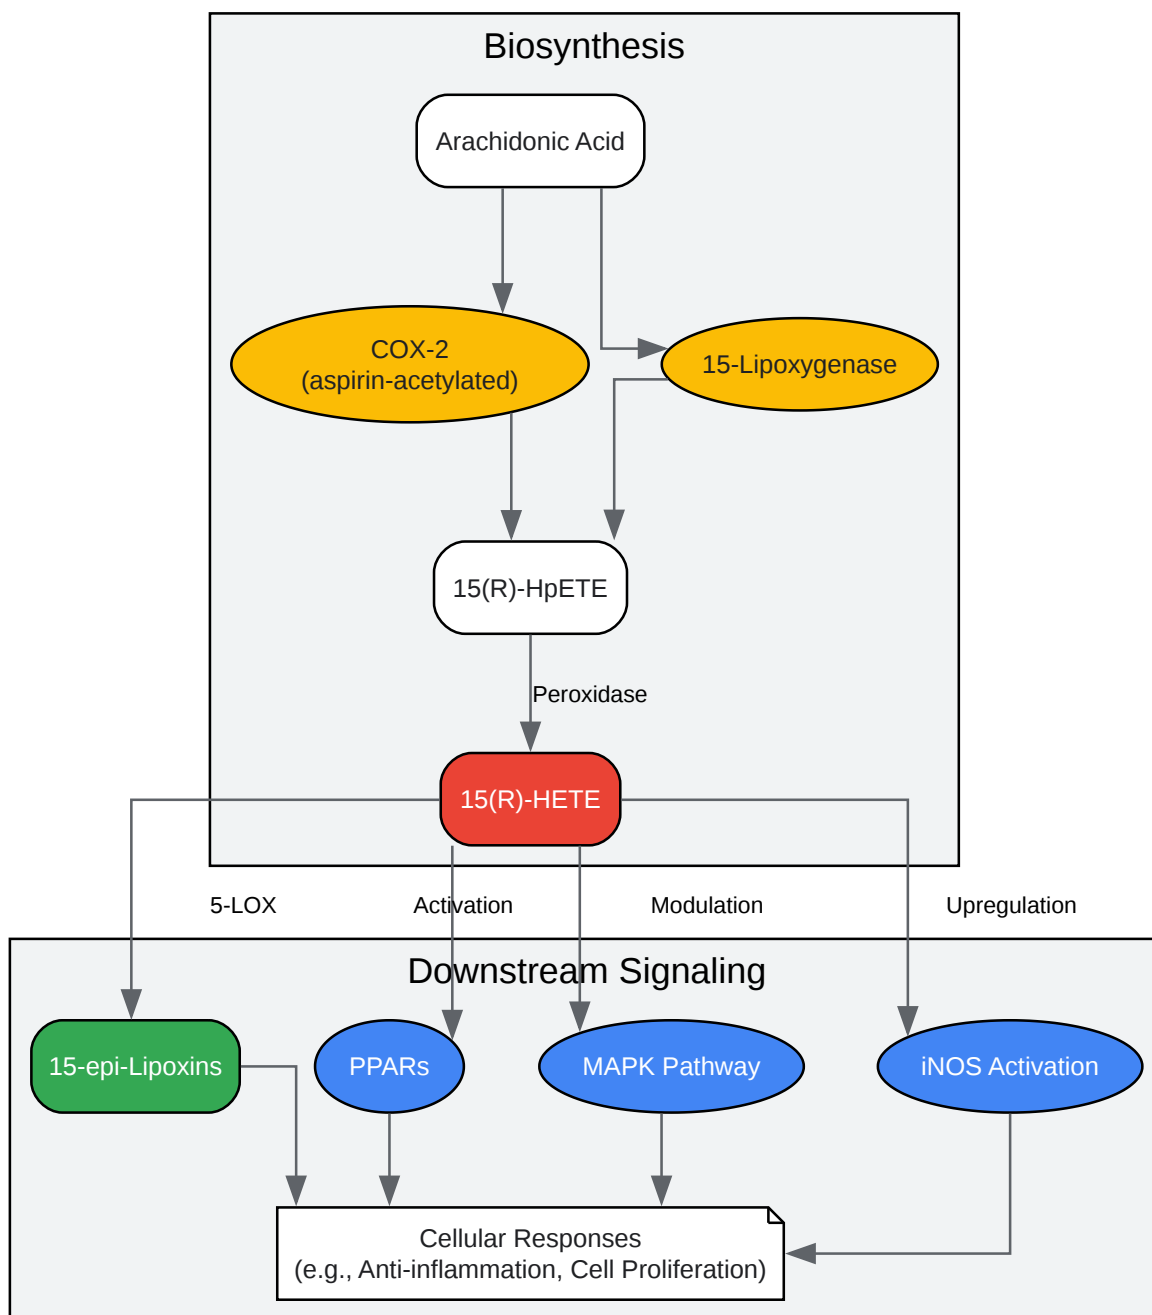 Biosynthesis
Arachidonic Acid
COX-2
(aspirin-acetylated)
15-Lipoxygenase
15(R)-HpETE
Peroxidase
15(R)-HETE
5-LOX
Activation
Modulation
Upregulation
Downstream Signaling
15-epi-Lipoxins
PPARs
MAPK Pathway
iNOS Activation
Cellular Responses
(e.g., Anti-inflammation, Cell Proliferation)